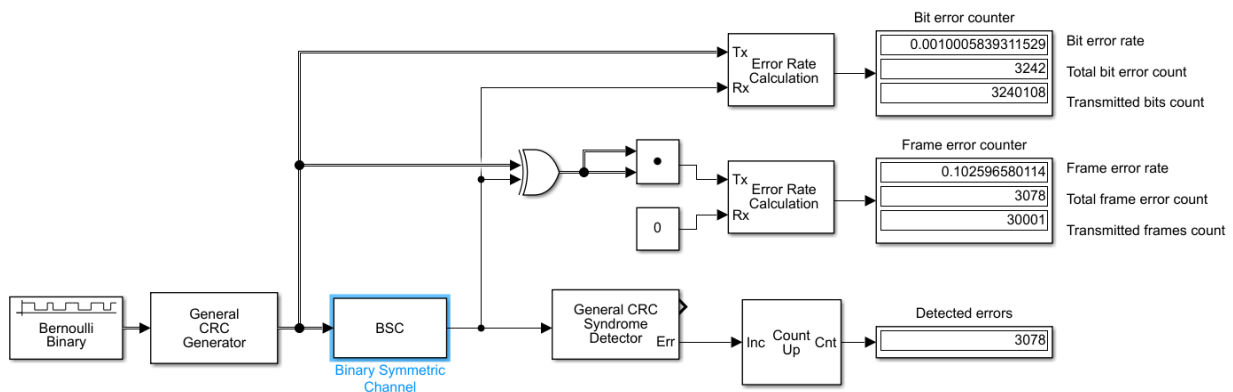 Bit error counter
Tx
Rx
Error Rate
Calculation
0.0010005839311529
3242
3240108
Bit error rate
Total bit error count
Transmitted bits count
Frame error counter
Tx
Rx
Error Rate
Calculation
0
0.102596580114
3078
30001
Frame error rate
Total frame error count
Transmitted frames count
Bernoulli
Binary
General
CRC
Generator
BSC
Binary Symmetric
Channel
General CRC
Syndrome
Detector
Err
Inc
Count
Up
Cnt
Detected errors
3078